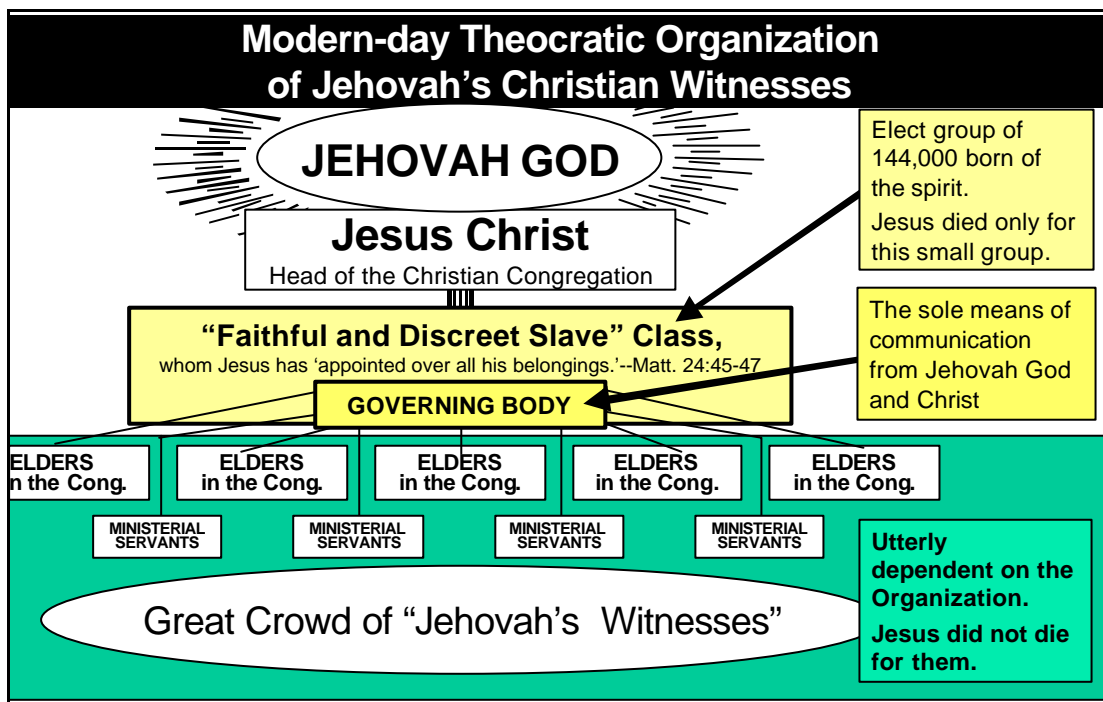 Modern-day Theocratic Organization
of Jehovah's Christian Witnesses
JEHOVAH GOD
Jesus Christ
Head of the Christian Congregation
Elect group of
144,000 born of
the spirit.
Jesus died only for
this small group.
“Faithful and Discreet Slave” Class,
whom Jesus has ‘appointed over all his belongings.’--Matt. 24:45-47
GOVERNING BODY
The sole means of
communication
from Jehovah God
and Christ
ELDERS
n the Cong.
ELDERS
in the Cong.
ELDERS
in the Cong.
ELDERS
in the Cong.
ELDERS
in the Cong.
MINISTERIAL
SERVANTS
MINISTERIAL
SERVANTS
MINISTERIAL
SERVANTS
MINISTERIAL
SERVANTS
Great Crowd of “Jehovah's Witnesses”
Utterly
dependent on the
Organization.
Jesus did not die
for them.